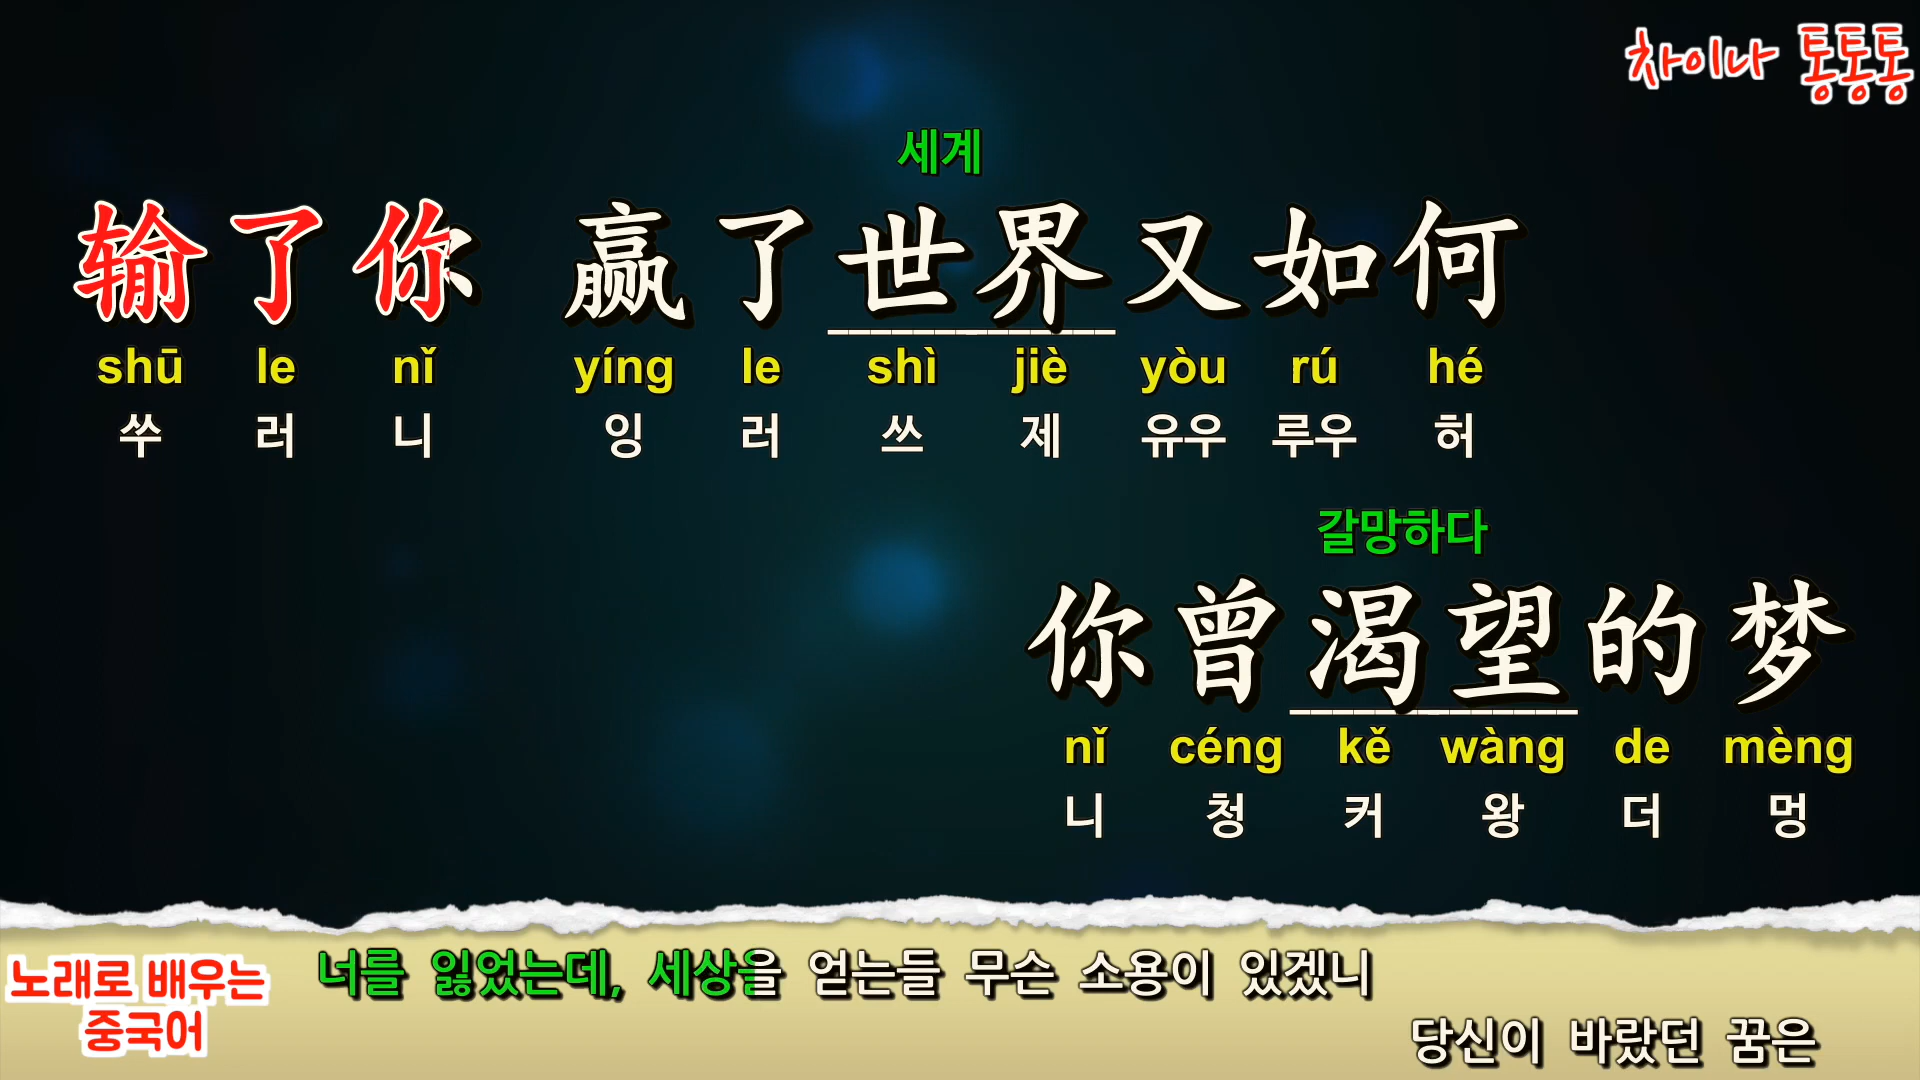 차이나 통통통
세계
输了你 赢了世界又如何
shū le nǐ yíng le shì jiè yòu rú hé
쑤 러 니 잉 러 쓰 제 유우 루우 허
갈망하다
你曾渴望的梦
nǐ céng kě wàng de mèng
니 청 커 왕 더 멍
너를 잃었는데, 세상을 얻는들 무슨 소용이 있겠니
당신이 바랐던 꿈은
노래로 배우는
중국어